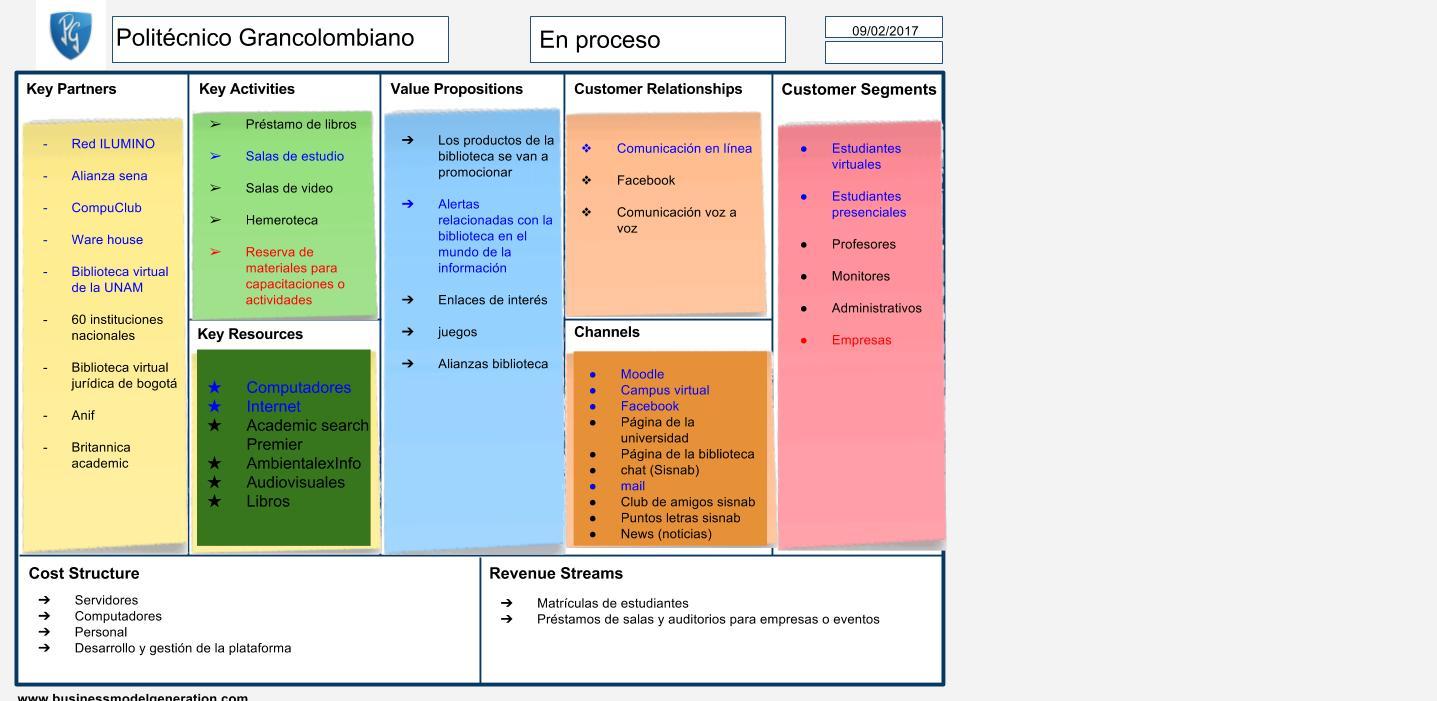 PG
Politécnico Grancolombiano
En proceso
09/02/2017
Key Partners
- Red ILUMINO
- Alianza sena
- CompuClub
- Ware house
- Biblioteca virtual
de la UNAM
- 60 instituciones
nacionales
- Biblioteca virtual
jurídica de bogotá
- Anif
- Britannica
academic
Key Activities
➢ Préstamo de libros
➢ Salas de estudio
➢ Salas de video
➢ Hemeroteca
➢ Reserva de
materiales para
capacitaciones o
actividades
Key Resources
★ Computadores
★ Internet
★ Academic search
Premier
★ AmbientalexInfo
★ Audiovisuales
★ Libros
Value Propositions
➔ Los productos de la
biblioteca se van a
promocionar
➔ Alertas
relacionadas con la
biblioteca en el
mundo de la
información
➔ Enlaces de interés
➔ juegos
➔ Alianzas biblioteca
Customer Relationships
❖ Comunicación en línea
❖ Facebook
❖ Comunicación voz a
voz
Channels
● Moodle
● Campus virtual
● Facebook
● Página de la
universidad
● Página de la biblioteca
● chat (Sisnab)
● mail
● Club de amigos sisnab
● Puntos letras sisnab
● News (noticias)
Customer Segments
● Estudiantes
virtuales
● Estudiantes
presenciales
● Profesores
● Monitores
● Administrativos
● Empresas
Cost Structure
➔ Servidores
➔ Computadores
➔ Personal
➔ Desarrollo y gestión de la plataforma
Revenue Streams
➔ Matrículas de estudiantes
➔ Préstamos de salas y auditorios para empresas o eventos
www.businessmodelgeneration.com